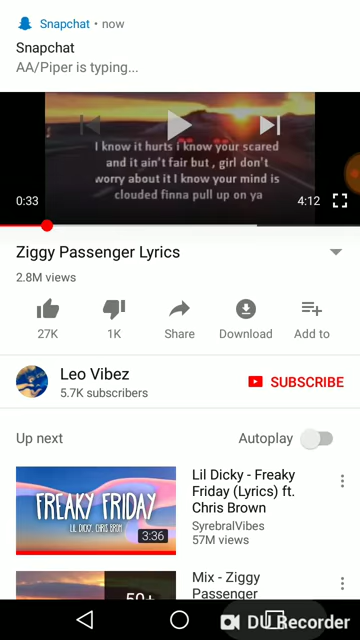 Snapchat • now
Snapchat
AA/Piper is typing...
I know it hurts i know your scared
and it ain't fair but , girl don't
worry about it I know your mind is
clouded finna pull up on ya
0:33
4:12
Ziggy Passenger Lyrics
2.8M views
27K
1K
Share
Download
Add to
Leo Vibez
5.7K subscribers
SUBSCRIBE
Up next
Autoplay
FREAKY FRIDAY
LIL DICKY, CHRIS BROWN
3:36
Lil Dicky - Freaky
Friday (Lyrics) ft.
Chris Brown
SyrebralVibes
57M views
50+
Mix - Ziggy
Passenger
DU Recorder